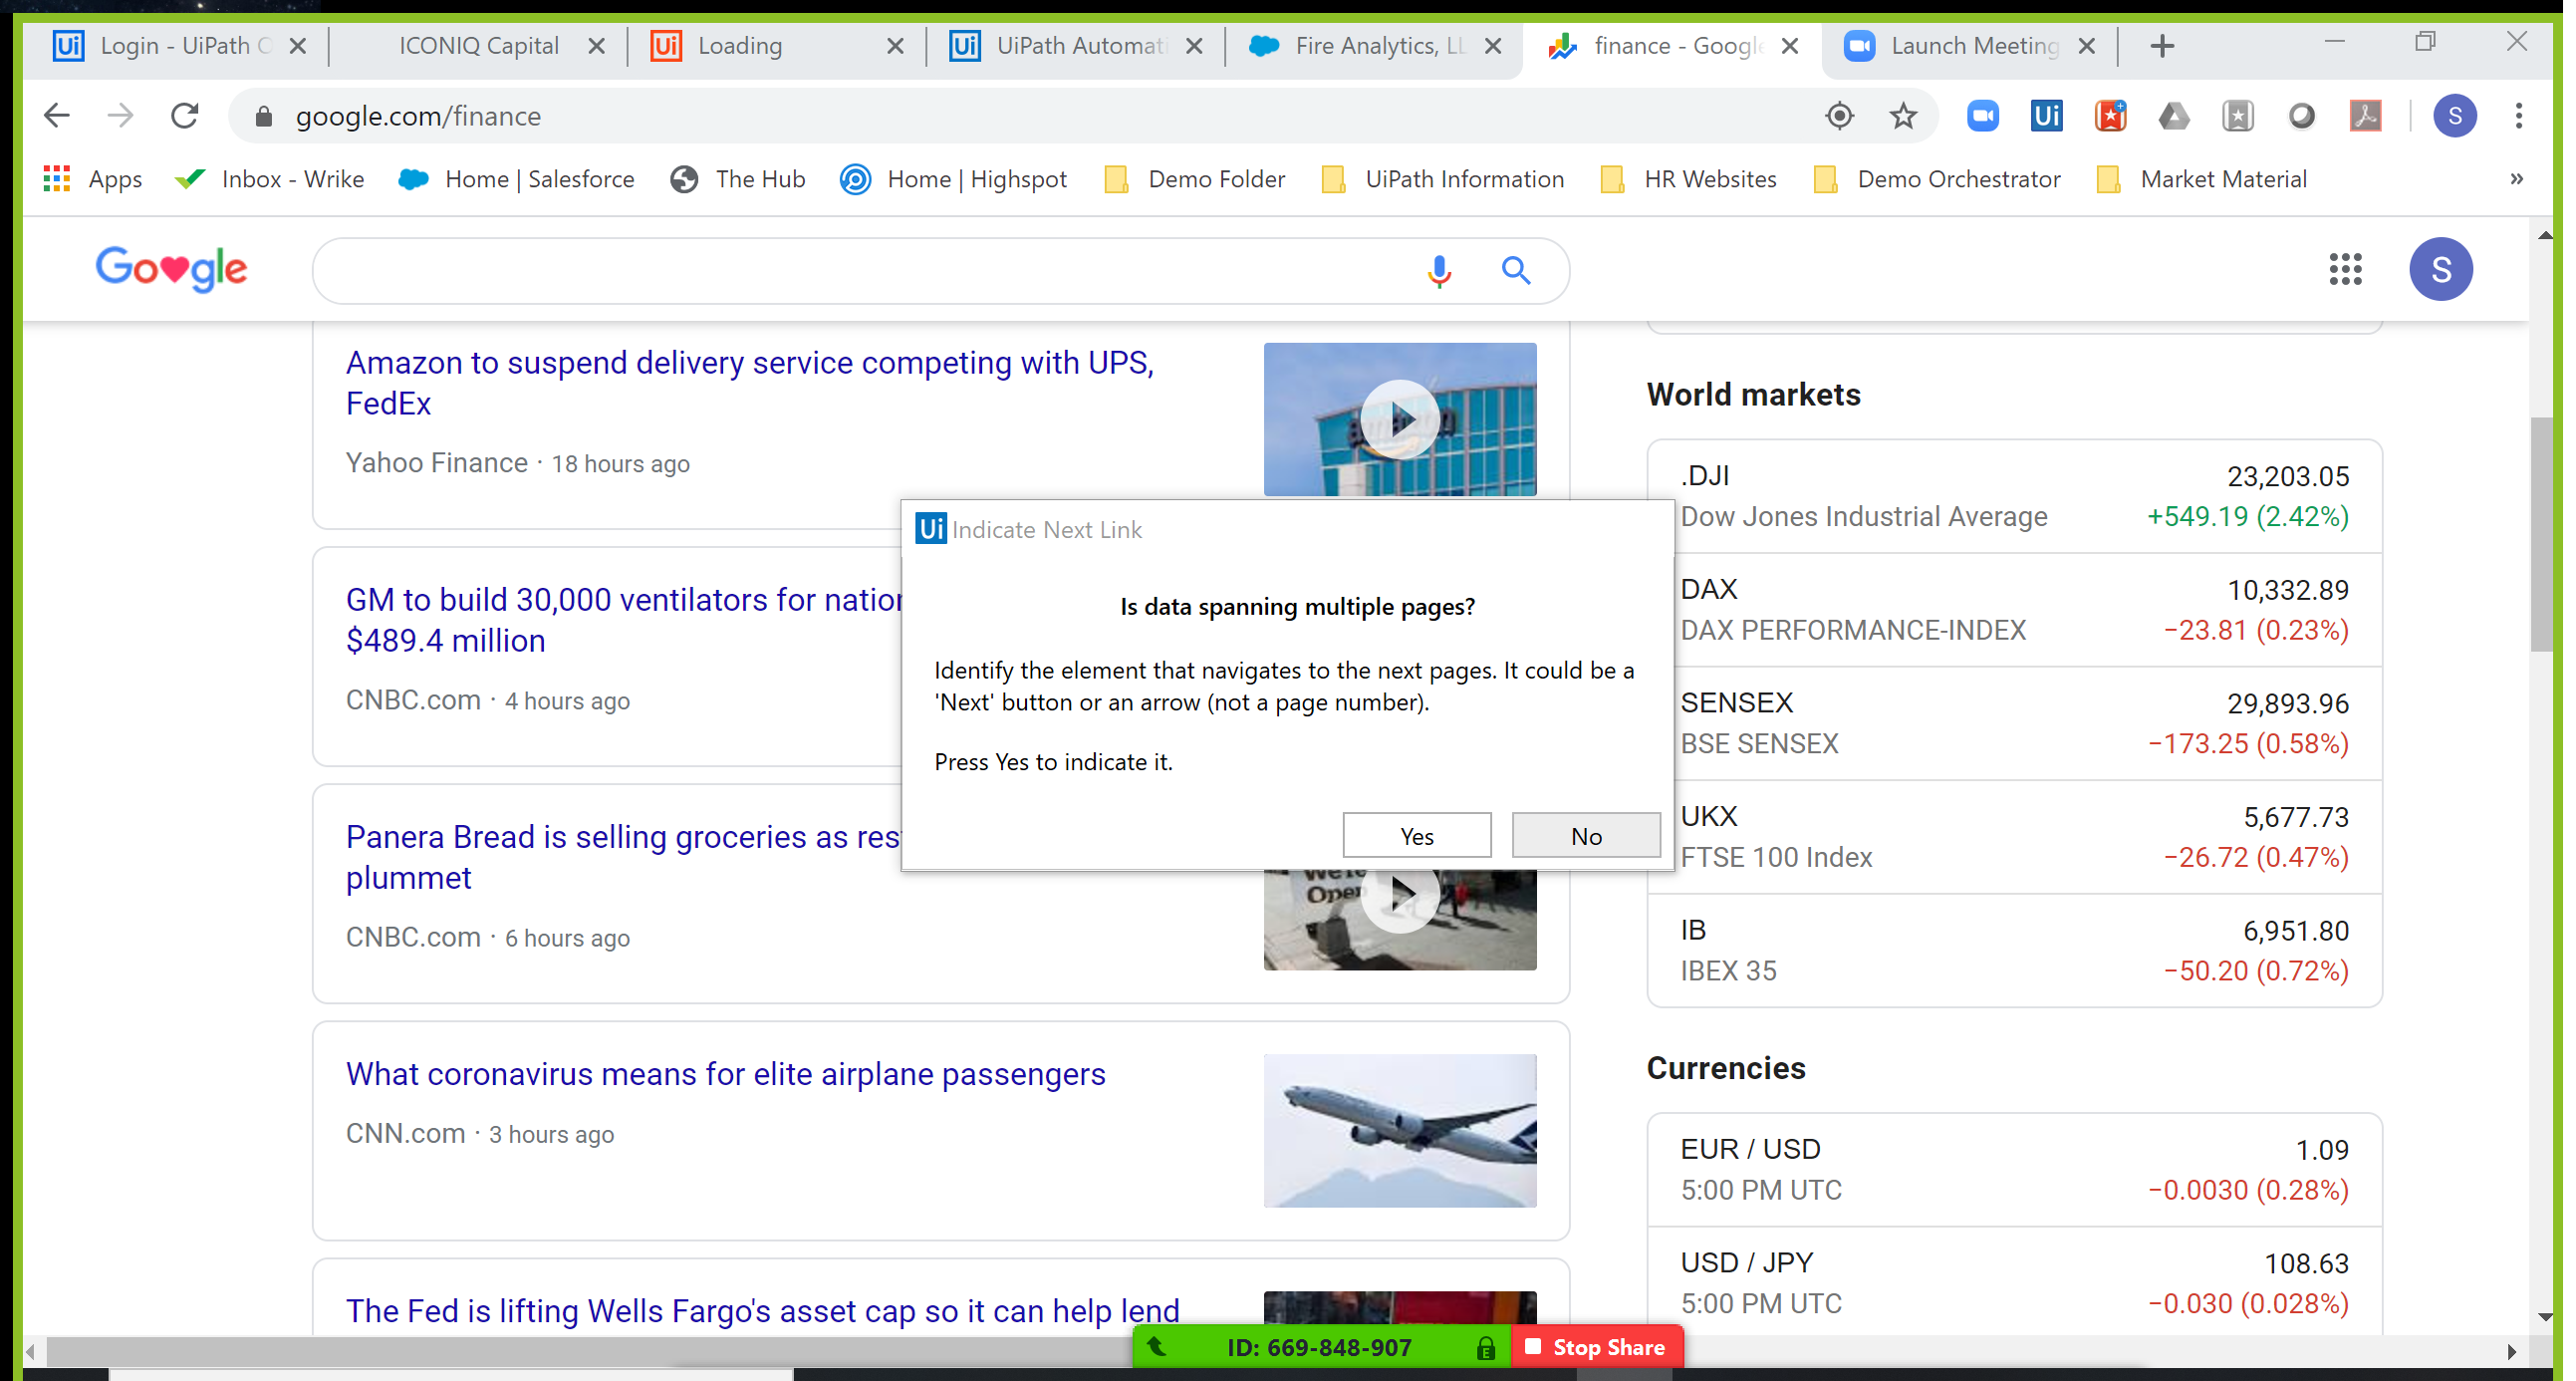 Login - UiPath
ICONIQ Capital
Loading
UiPath Automati
Fire Analytics, LL
finance - Google
Launch Meeting
google.com/finance
Apps
Inbox - Wrike
Home | Salesforce
The Hub
Home | Highspot
Demo Folder
UiPath Information
HR Websites
Demo Orchestrator
Market Material
»
Google
S
Amazon to suspend delivery service competing with UPS,
FedEx
Yahoo Finance · 18 hours ago
GM to build 30,000 ventilators for nation
$489.4 million
CNBC.com · 4 hours ago
Panera Bread is selling groceries as res
plummet
CNBC.com · 6 hours ago
What coronavirus means for elite airplane passengers
CNN.com · 3 hours ago
The Fed is lifting Wells Fargo's asset cap so it can help lend
Ui Indicate Next Link
Is data spanning multiple pages?
Identify the element that navigates to the next pages. It could be a
'Next' button or an arrow (not a page number).
Press Yes to indicate it.
Yes
No
World markets
.DJI 23,203.05
Dow Jones Industrial Average +549.19 (2.42%)
DAX 10,332.89
DAX PERFORMANCE-INDEX −23.81 (0.23%)
SENSEX 29,893.96
BSE SENSEX −173.25 (0.58%)
UKX 5,677.73
FTSE 100 Index −26.72 (0.47%)
IB 6,951.80
IBEX 35 −50.20 (0.72%)
Currencies
EUR / USD 1.09
5:00 PM UTC −0.0030 (0.28%)
USD / JPY 108.63
5:00 PM UTC −0.030 (0.028%)
ID: 669-848-907
Stop Share